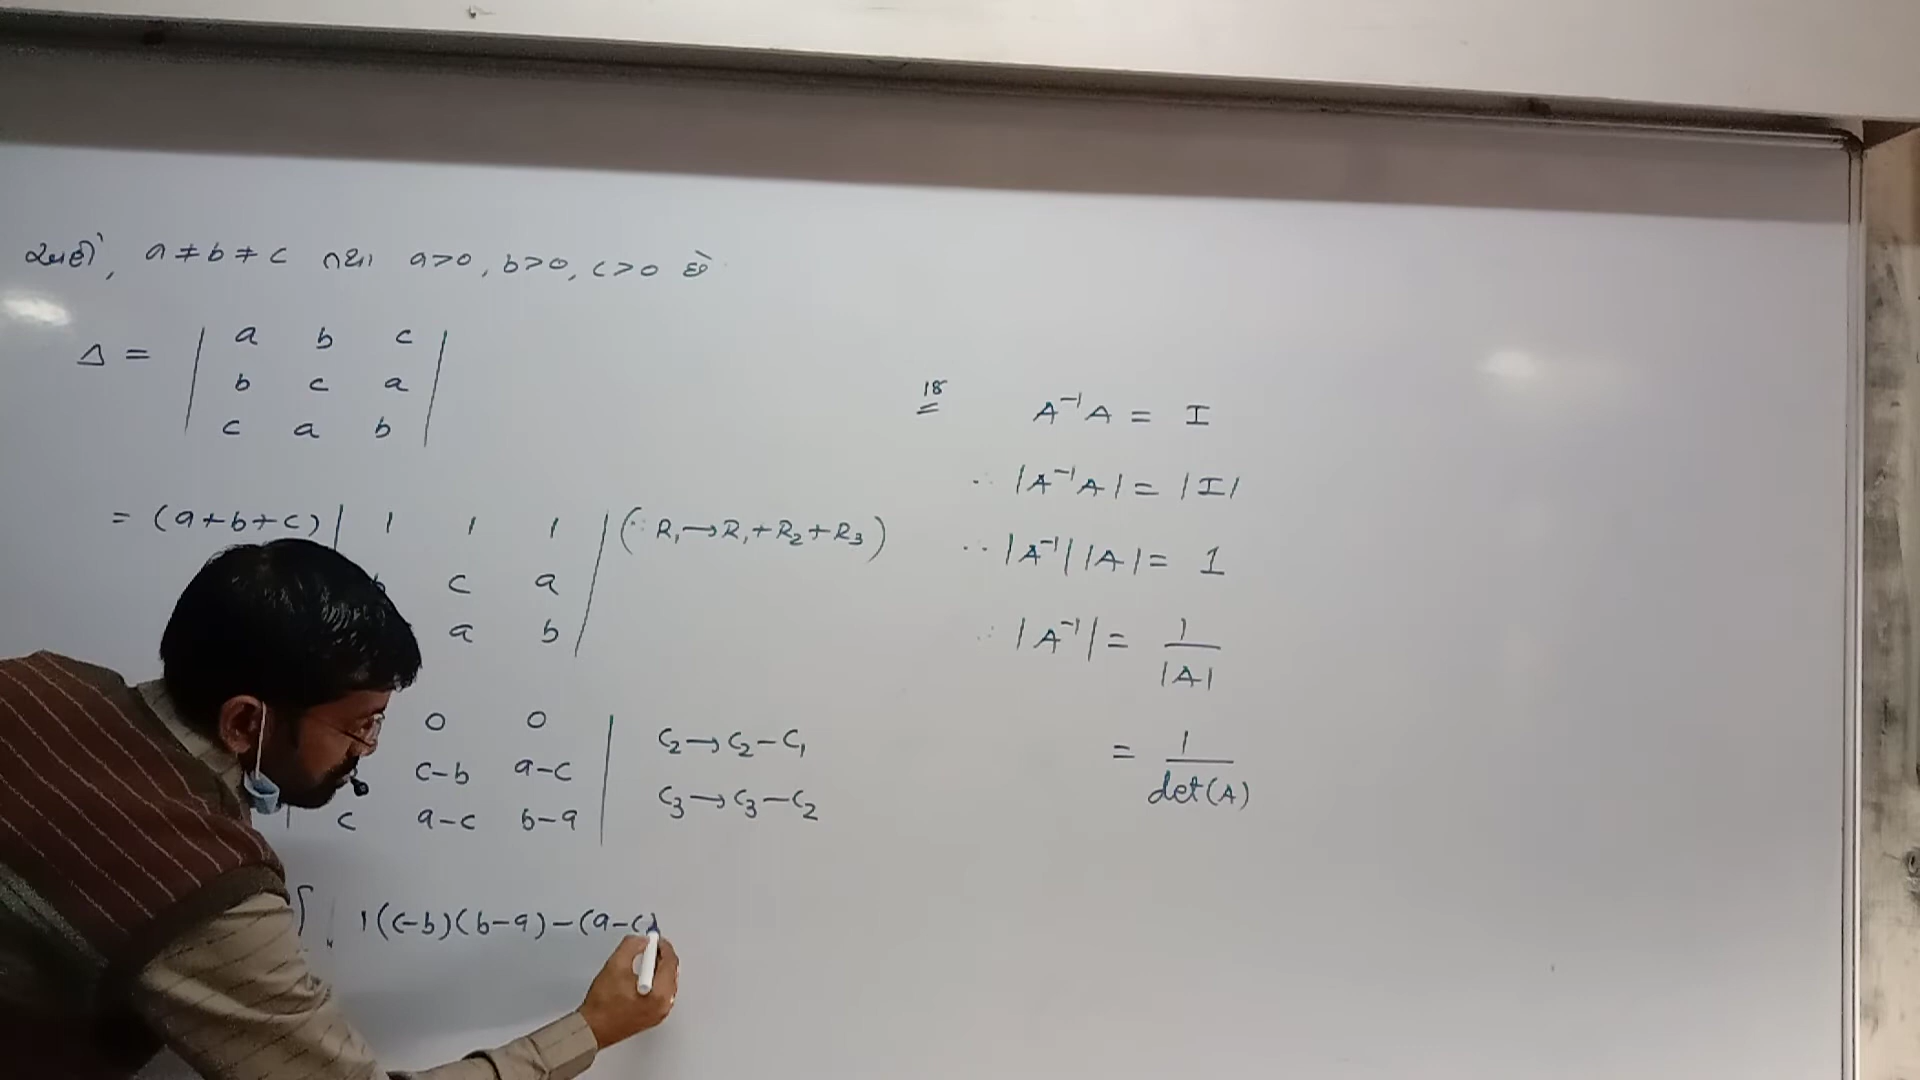 અહીં, a ≠ b ≠ c તથા a>0, b>0, c>0 છે
Δ = | a b c |
| b c a |
| c a b |
= (a+b+c) | 1 1 1 | (∵ R₁→R₁+R₂+R₃)
b c a |
a b |
0 0 |
c-b a-c | C₂→C₂-C₁
| c a-c b-a | C₃→C₃-C₂
[ 1(c-b)(b-a)-(a-c)
18
A⁻¹A = I
∴ |A⁻¹A| = |I|
∴ |A⁻¹||A| = 1
∴ |A⁻¹| = 1/|A|
= 1/det(A)